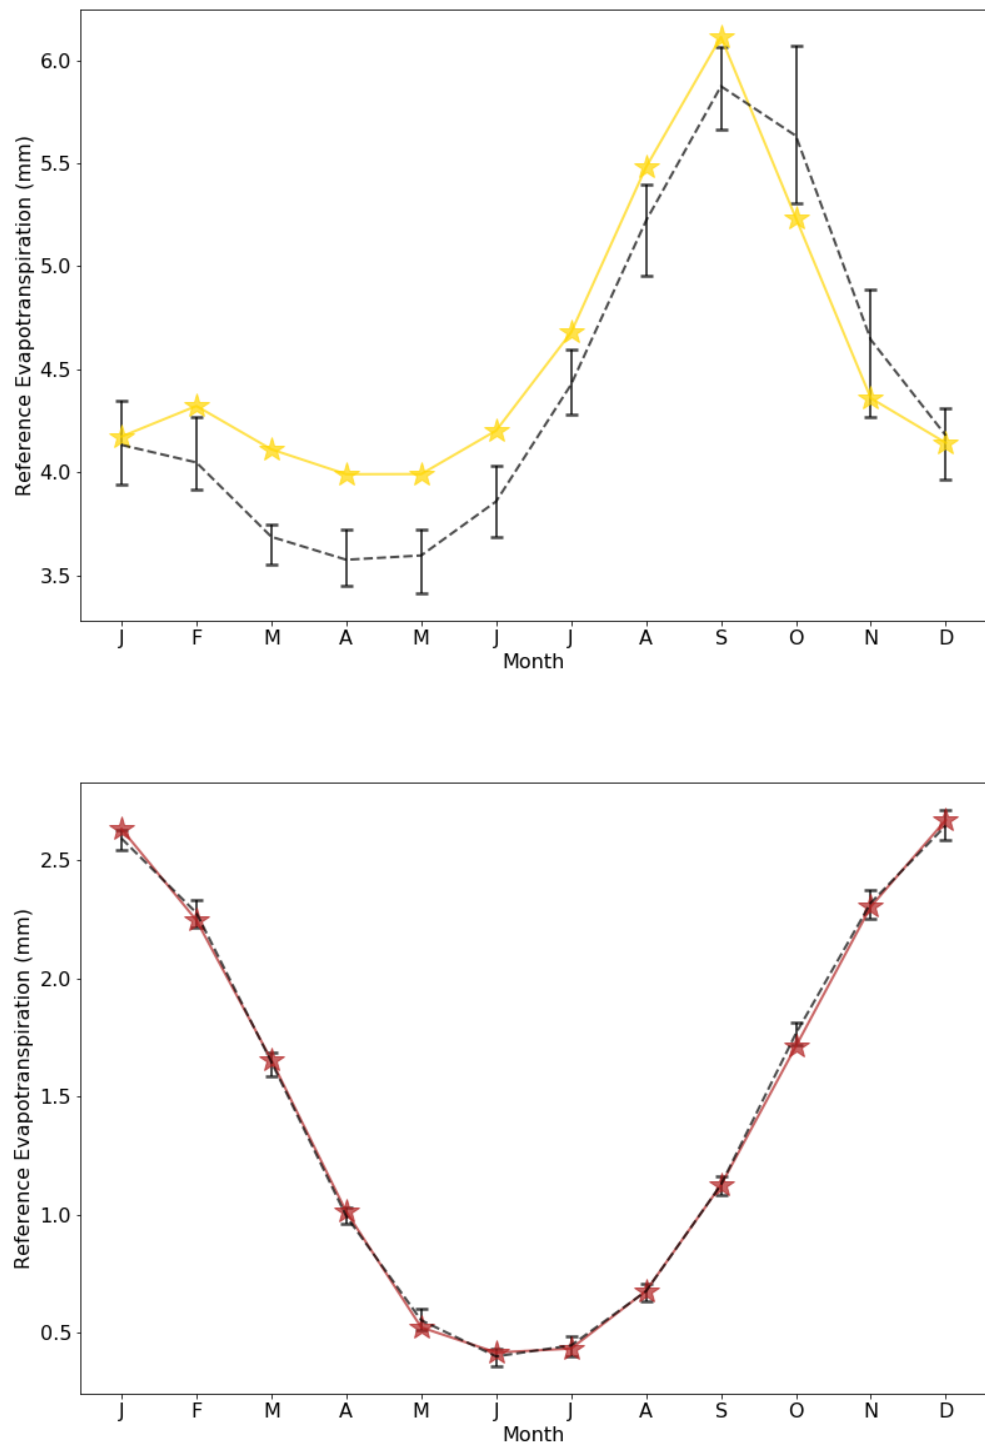 Reference Evapotranspiration (mm)
6.0
5.5
5.0
4.5
4.0
3.5
J F M A M J J A S O N D
Month
Reference Evapotranspiration (mm)
2.5
2.0
1.5
1.0
0.5
J F M A M J J A S O N D
Month